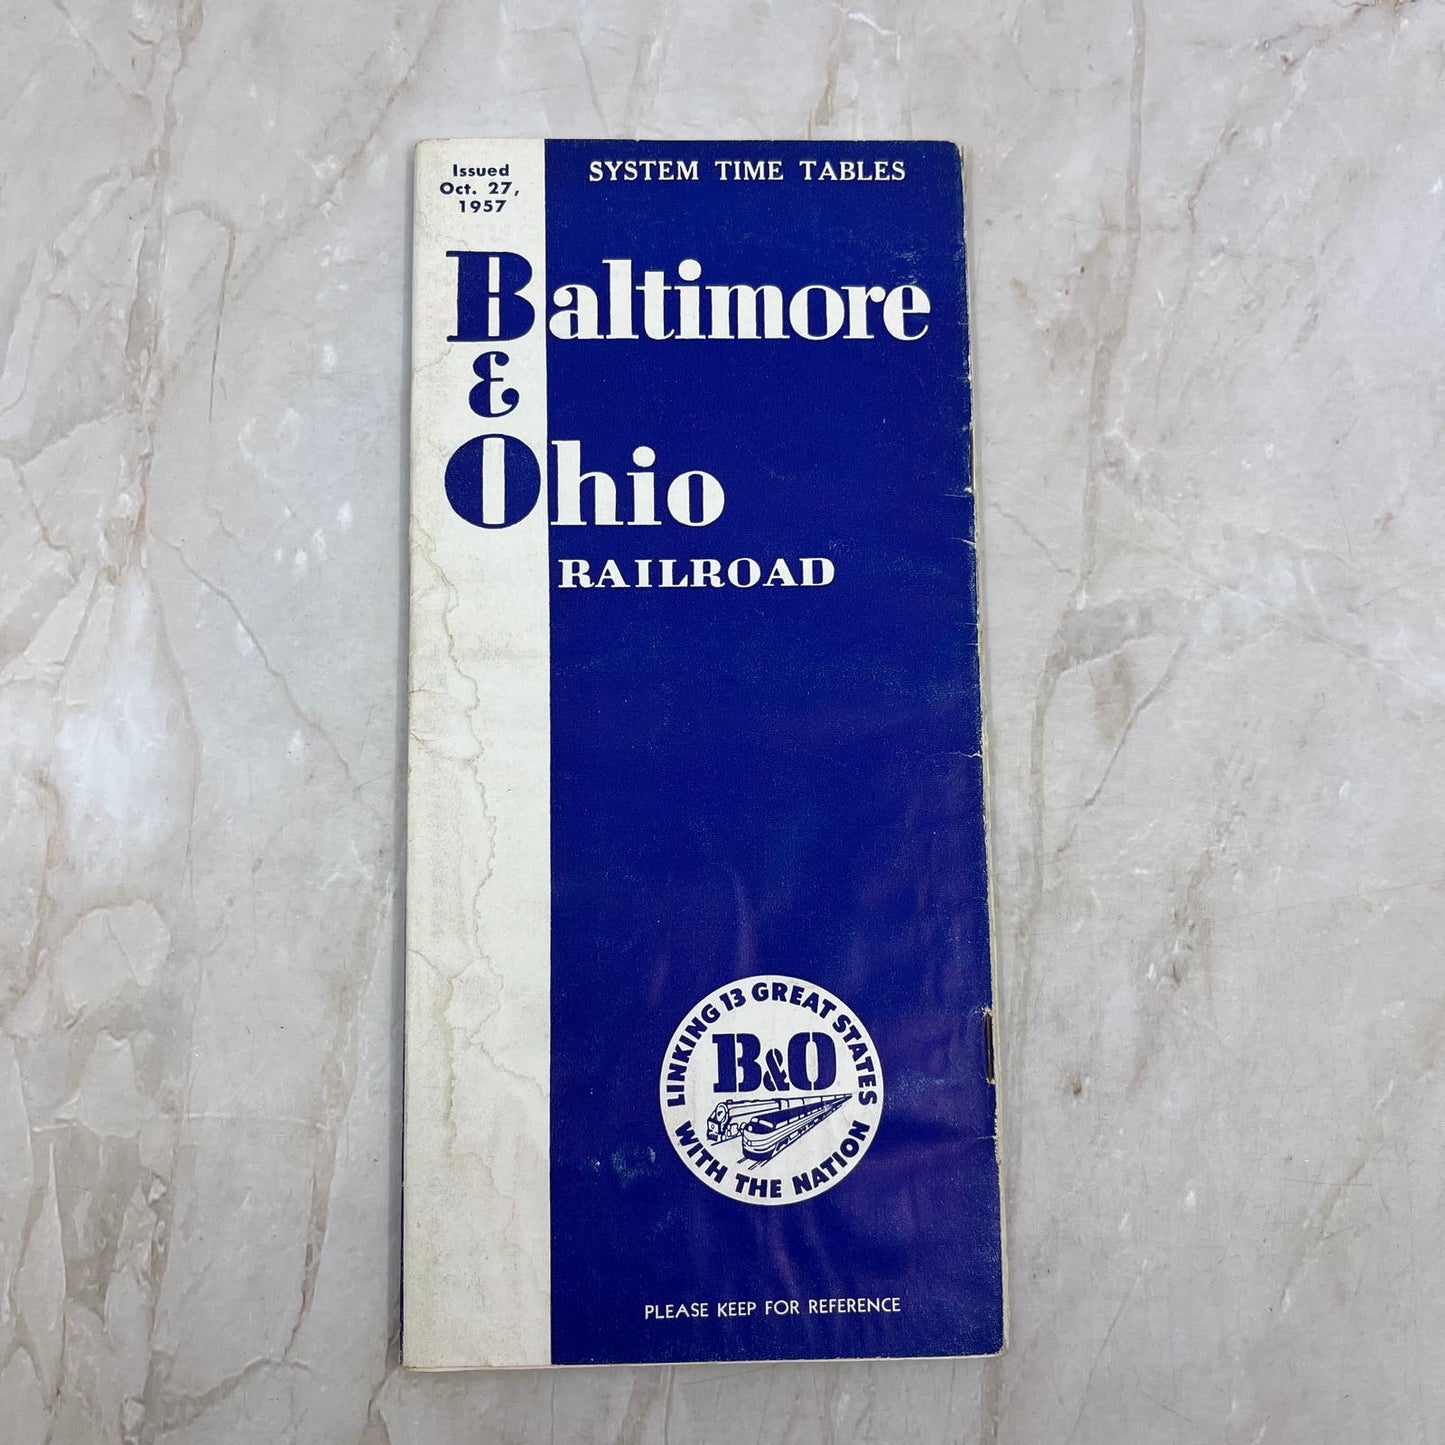 Issued
Oct. 27,
1957
SYSTEM TIME TABLES
Baltimore
&
Ohio
RAILROAD
LINKING 13 GREAT STATES
B&O
WITH THE NATION
PLEASE KEEP FOR REFERENCE